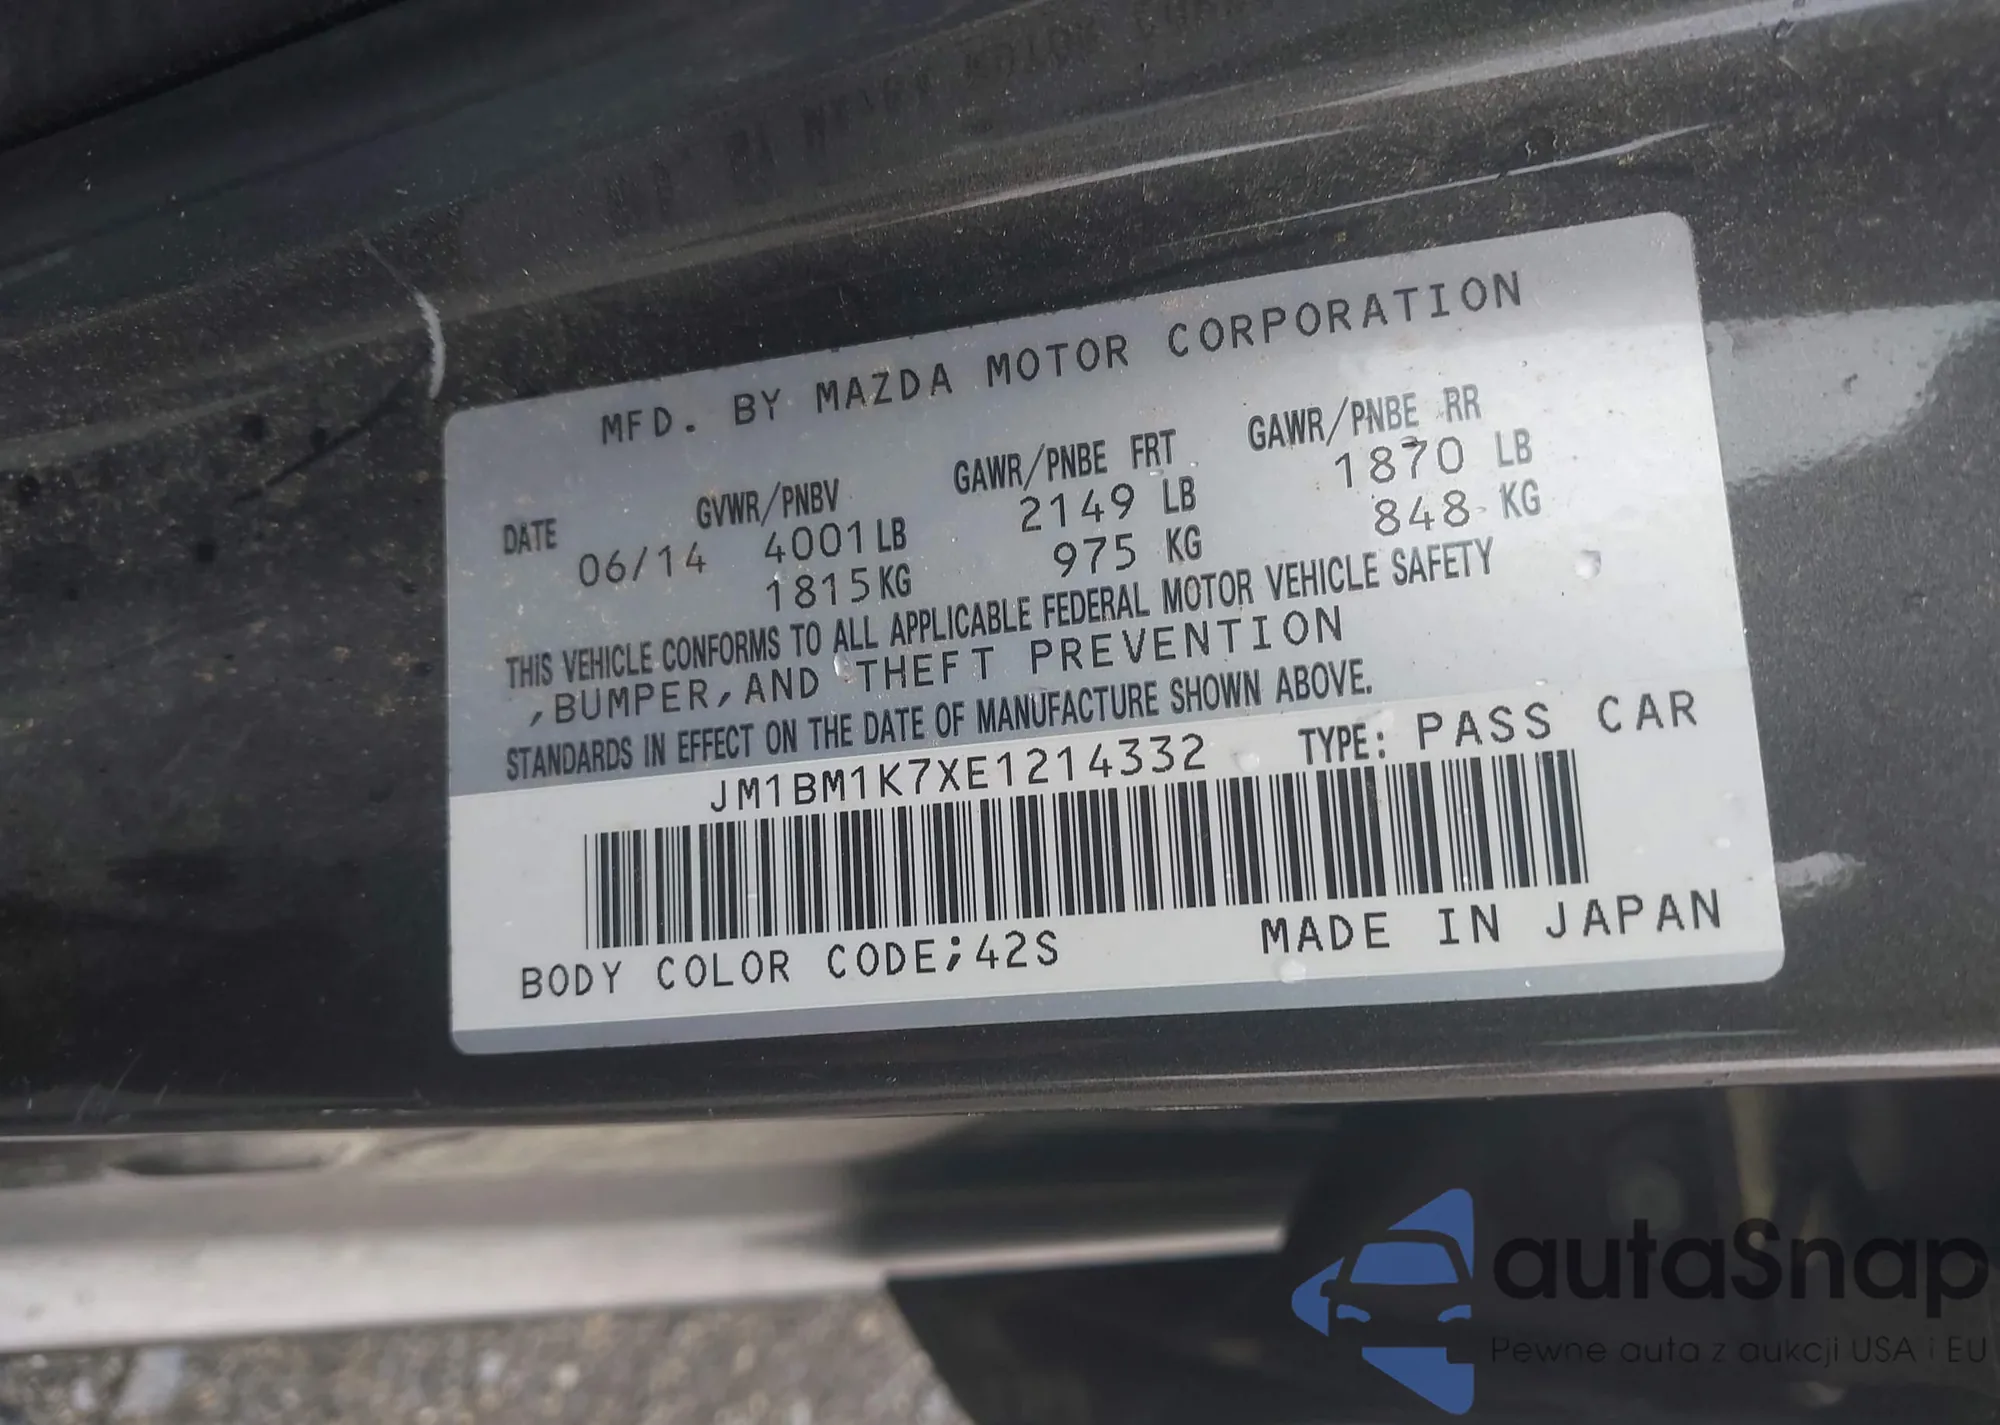 MFD. BY MAZDA MOTOR CORPORATION
DATE GVWR/PNBV GAWR/PNBE FRT GAWR/PNBE RR
06/14 4001 LB 2149 LB 1870 LB
1815 KG 975 KG 848 KG
THIS VEHICLE CONFORMS TO ALL APPLICABLE FEDERAL MOTOR VEHICLE SAFETY
,BUMPER,AND THEFT PREVENTION
STANDARDS IN EFFECT ON THE DATE OF MANUFACTURE SHOWN ABOVE.
JM1BM1K7XE1214332 TYPE: PASS CAR
BODY COLOR CODE;42S MADE IN JAPAN
autaSnap
Pewne auta z aukcji USA i EU